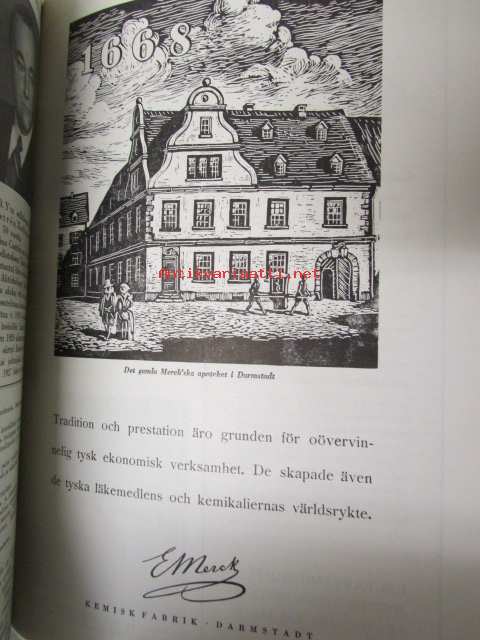 1668
Antikvariaatti.net
Det gamla Merck'ska apoteket i Darmstadt
Tradition och prestation äro grunden för oövervin-
nelig tysk ekonomisk verksamhet. De skapade även
de tyska läkemedlens och kemikaliernas världsrykte.
E Merck
KEMISK FABRIK · DARMSTADT